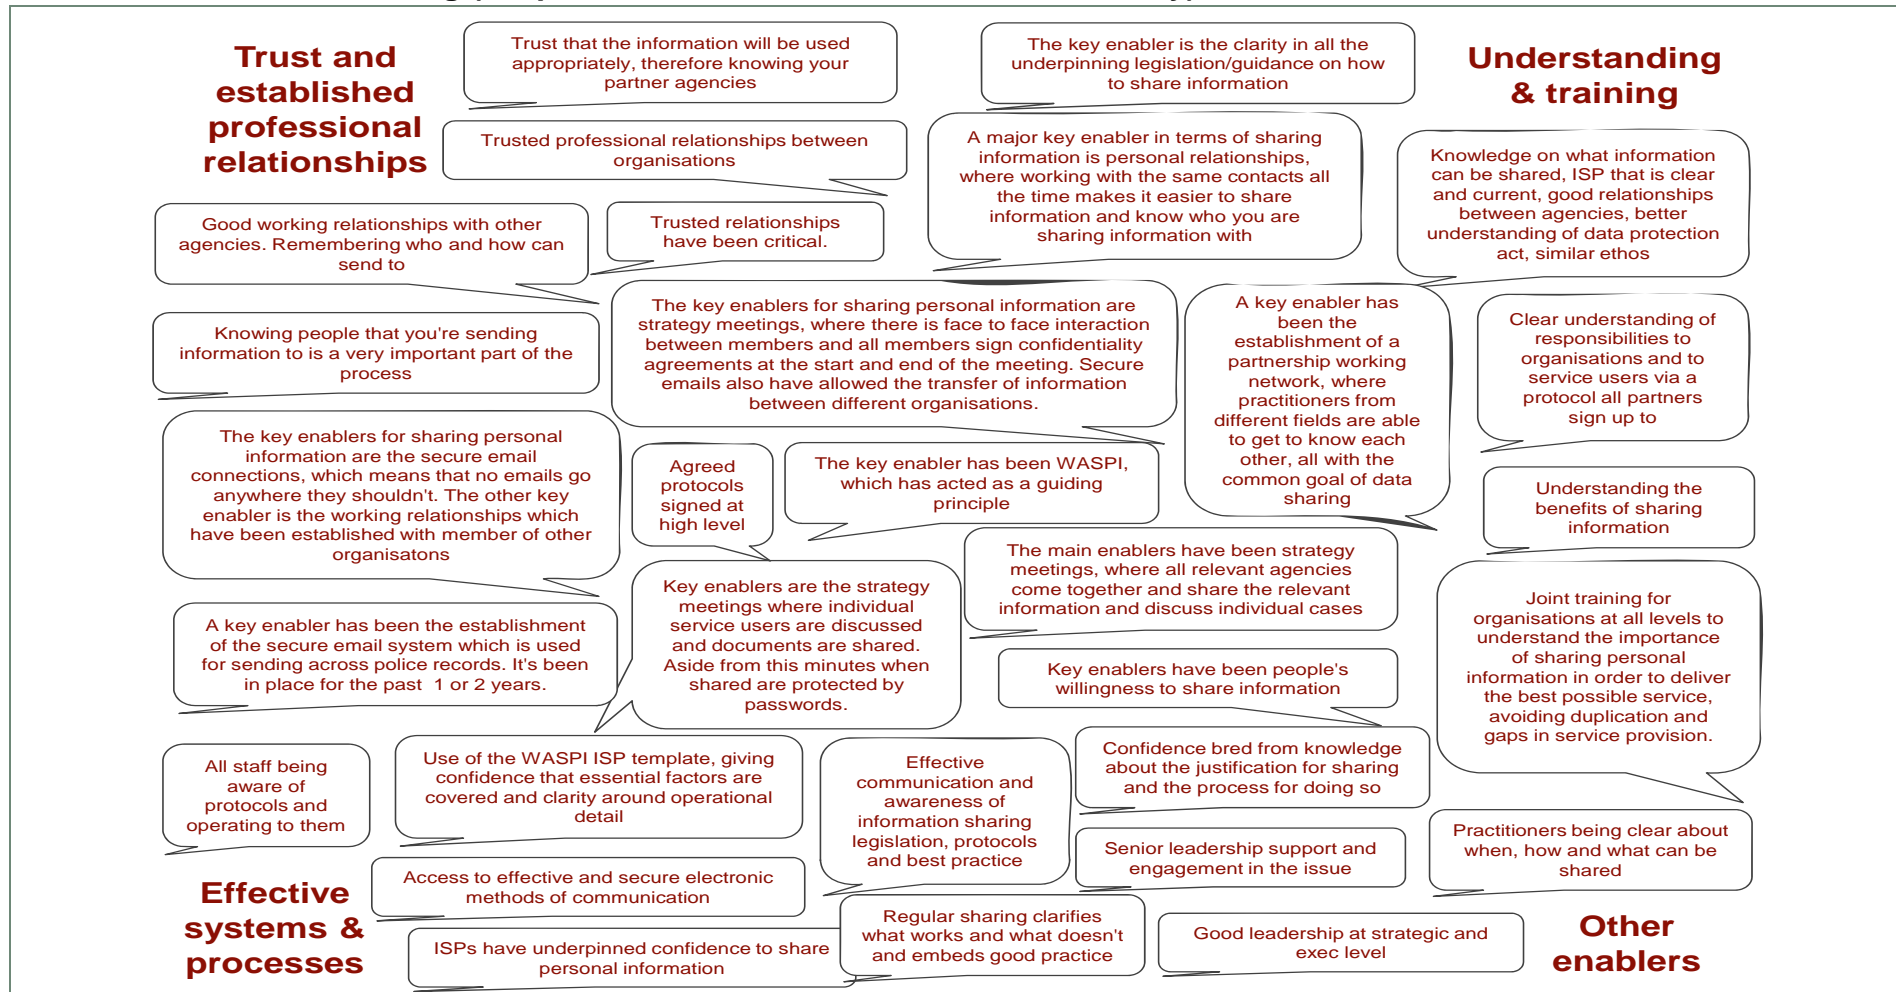 Trust and
established
professional
relationships
Trust that the information will be used
appropriately, therefore knowing your
partner agencies
The key enabler is the clarity in all the
underpinning legislation/guidance on how
to share information
Understanding
& training
Trusted professional relationships between
organisations
A major key enabler in terms of sharing
information is personal relationships,
where working with the same contacts all
the time makes it easier to share
information and know who you are
sharing information with
Knowledge on what information
can be shared, ISP that is clear
and current, good relationships
between agencies, better
understanding of data protection
act, similar ethos
Good working relationships with other
agencies. Remembering who and how can
send to
Trusted relationships
have been critical.
The key enablers for sharing personal information are
strategy meetings, where there is face to face interaction
between members and all members sign confidentiality
agreements at the start and end of the meeting. Secure
emails also have allowed the transfer of information
between different organisations.
A key enabler has
been the
establishment of a
partnership working
network, where
practitioners from
different fields are able
to get to know each
other, all with the
common goal of data
sharing
Clear understanding of
responsibilities to
organisations and to
service users via a
protocol all partners
sign up to
Knowing people that you're sending
information to is a very important part of the
process
The key enablers for sharing personal
information are the secure email
connections, which means that no emails go
anywhere they shouldn't. The other key
enabler is the working relationships which
have been established with member of other
organisatons
Agreed
protocols
signed at
high level
The key enabler has been WASPI,
which has acted as a guiding
principle
Understanding the
benefits of sharing
information
The main enablers have been strategy
meetings, where all relevant agencies
come together and share the relevant
information and discuss individual cases
Key enablers are the strategy
meetings where individual
service users are discussed
and documents are shared.
Aside from this minutes when
shared are protected by
passwords.
Joint training for
organisations at all levels to
understand the importance
of sharing personal
information in order to deliver
the best possible service,
avoiding duplication and
gaps in service provision.
A key enabler has been the establishment
of the secure email system which is used
for sending across police records. It's been
in place for the past 1 or 2 years.
Key enablers have been people's
willingness to share information
All staff being
aware of
protocols and
operating to them
Use of the WASPI ISP template, giving
confidence that essential factors are
covered and clarity around operational
detail
Effective
communication and
awareness of
information sharing
legislation, protocols
and best practice
Confidence bred from knowledge
about the justification for sharing
and the process for doing so
Senior leadership support and
engagement in the issue
Practitioners being clear about
when, how and what can be
shared
Effective
systems &
processes
Access to effective and secure electronic
methods of communication
ISPs have underpinned confidence to share
personal information
Regular sharing clarifies
what works and what doesn't
and embeds good practice
Good leadership at strategic and
exec level
Other
enablers